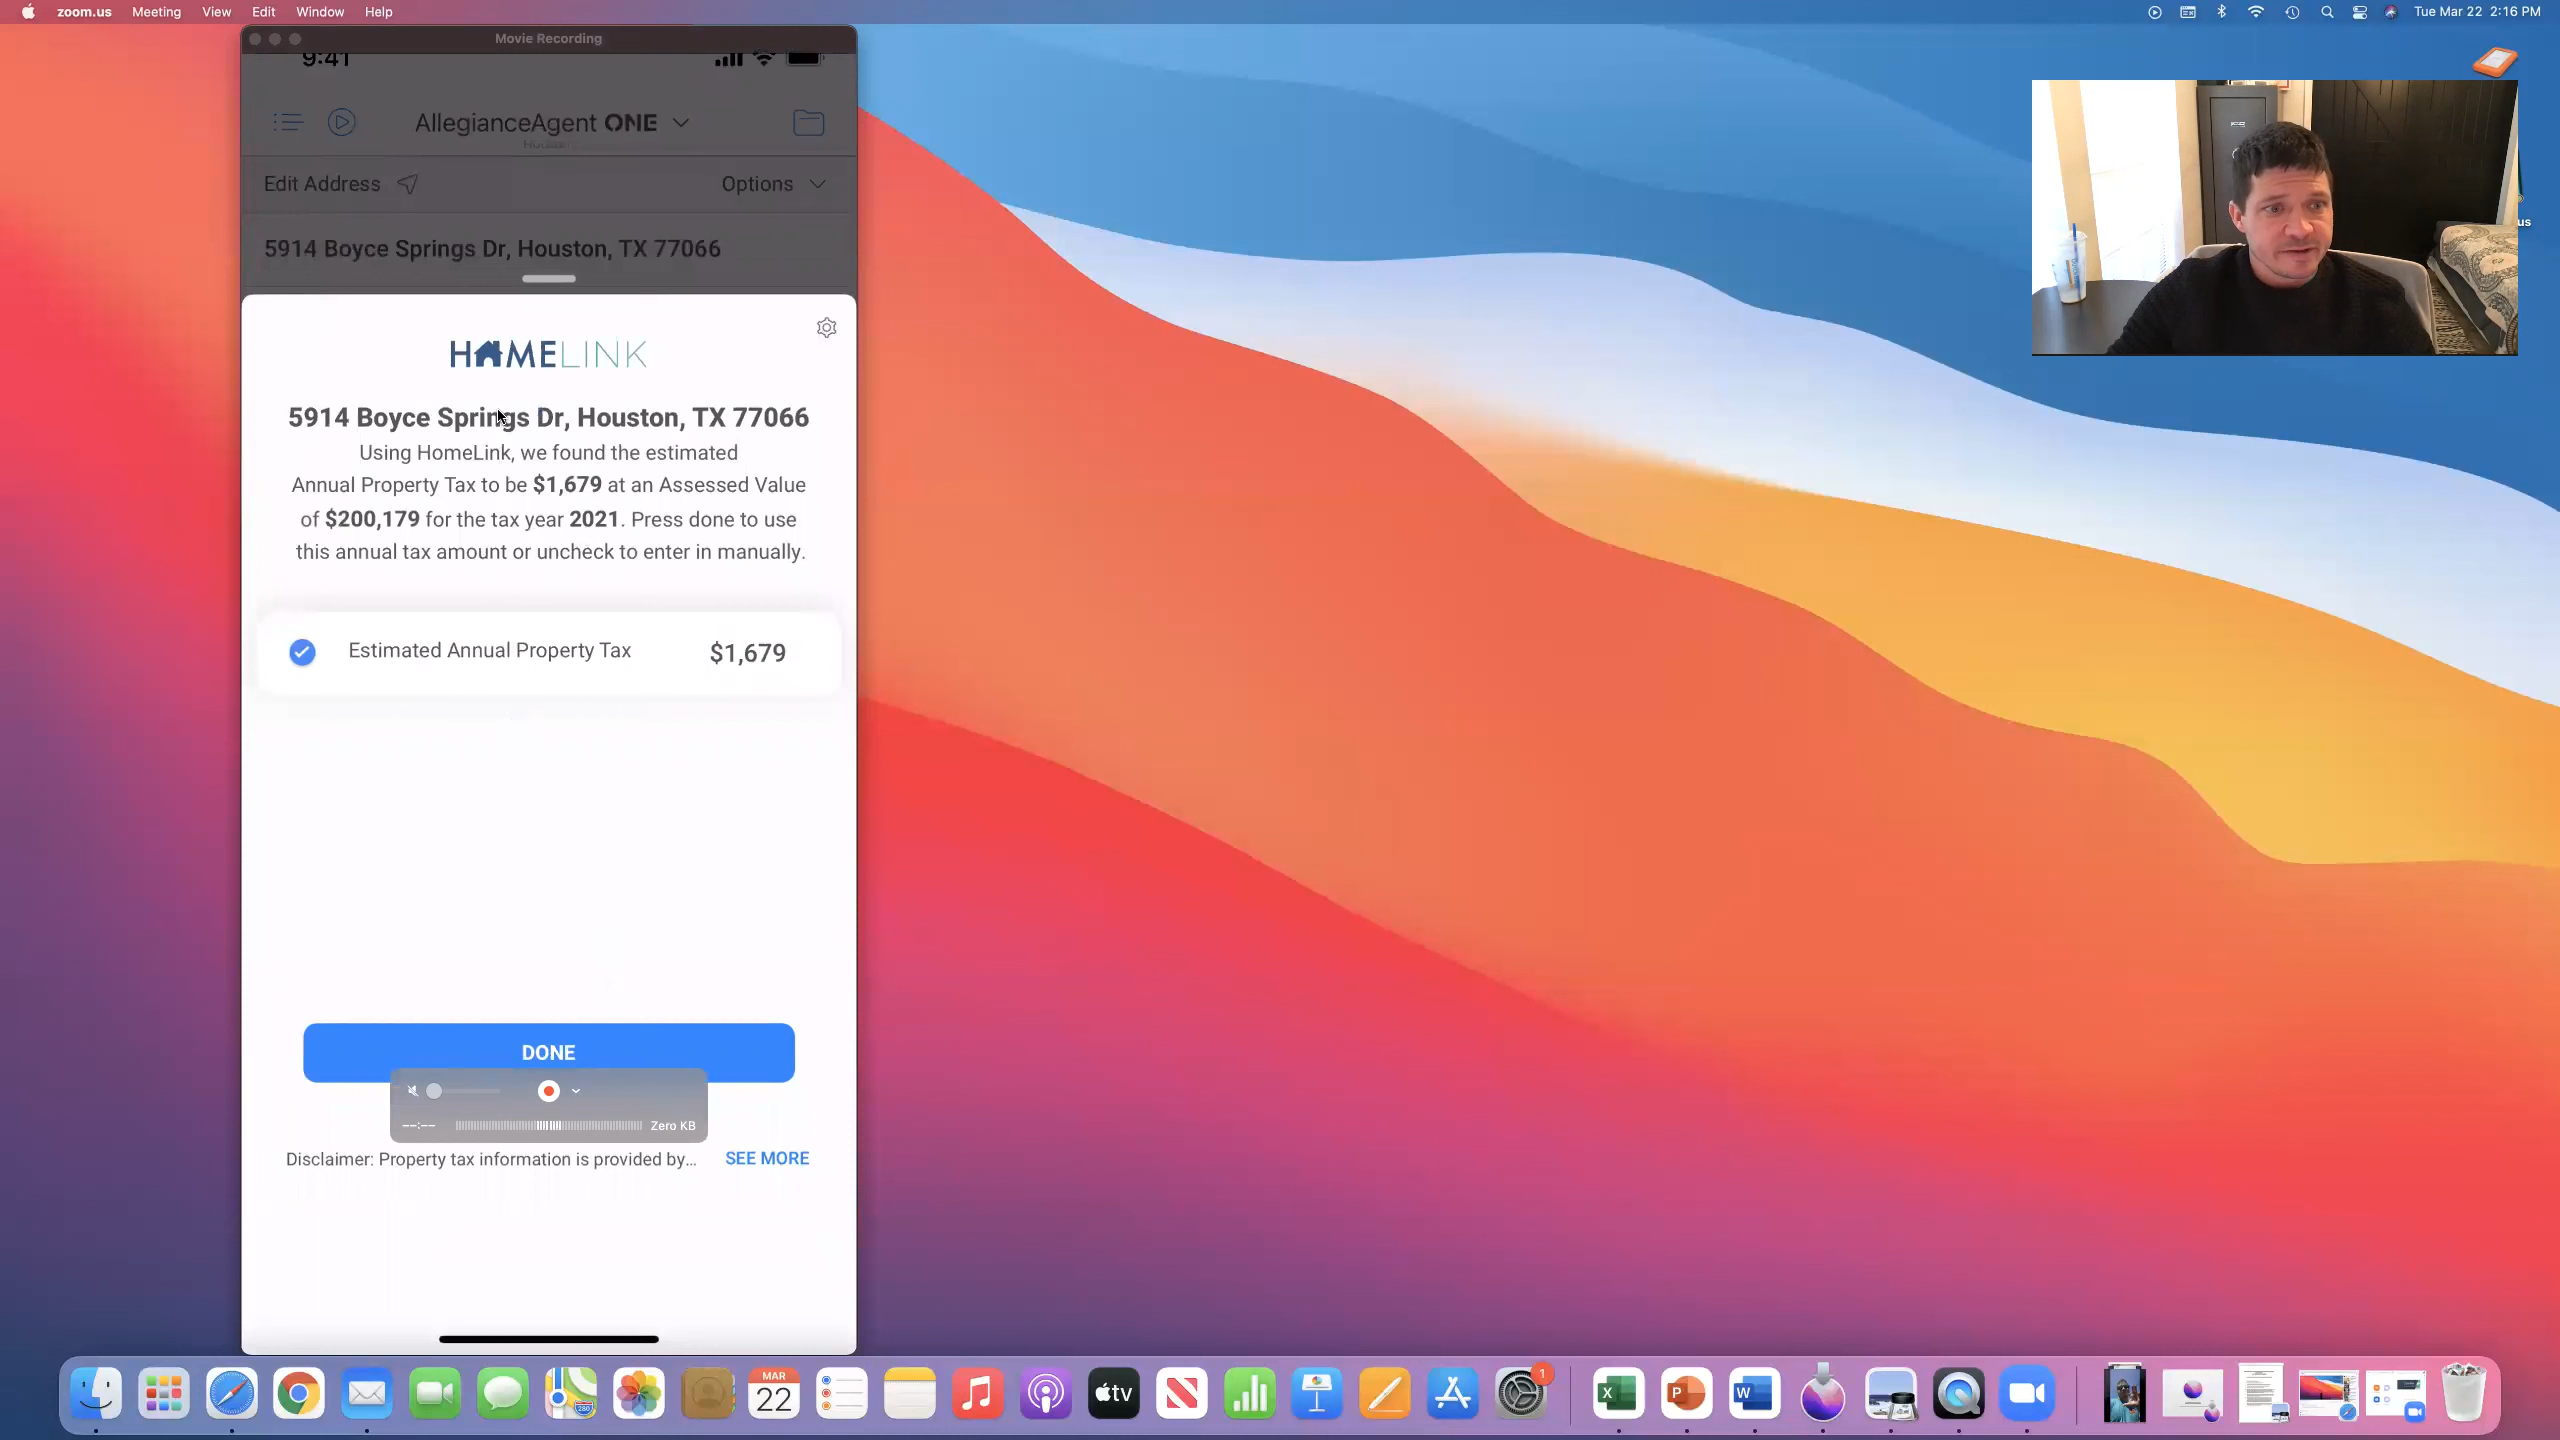 zoom.us Meeting View Edit Window Help
Tue Mar 22 2:16 PM
Movie Recording
9:41
AllegianceAgent ONE
Houston
Edit Address
Options
5914 Boyce Springs Dr, Houston, TX 77066
us
HOMELINK
5914 Boyce Springs Dr, Houston, TX 77066
Using HomeLink, we found the estimated
Annual Property Tax to be $1,679 at an Assessed Value
of $200,179 for the tax year 2021. Press done to use
this annual tax amount or uncheck to enter in manually.
Estimated Annual Property Tax $1,679
DONE
--:-- Zero KB
Disclaimer: Property tax information is provided by... SEE MORE
MAR
22
tv
1
X
P
W
280